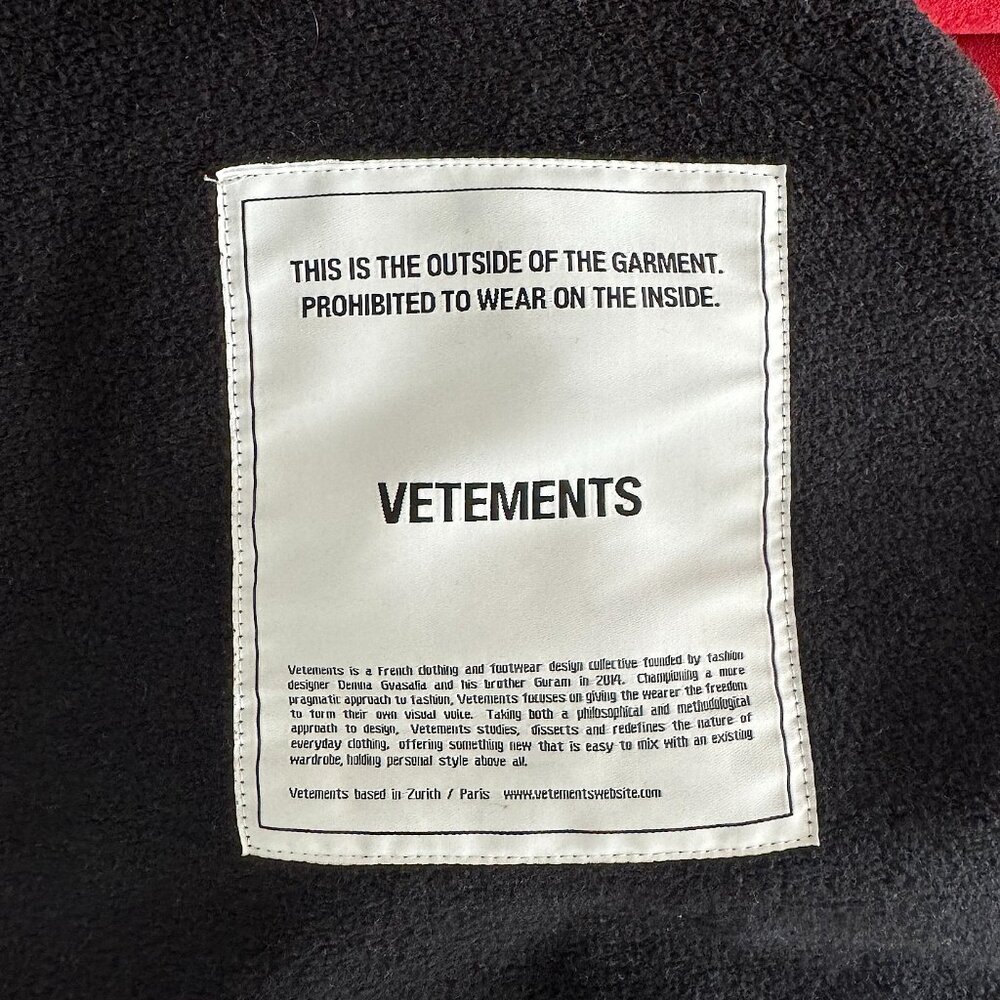 THIS IS THE OUTSIDE OF THE GARMENT.
PROHIBITED TO WEAR ON THE INSIDE.
VETEMENTS
Vetements is a French clothing and footwear design collective founded by fashion
designer Demna Gvasalia and his brother Guram in 2014. Championing a more
pragmatic approach to fashion, Vetements focuses on giving the wearer the freedom
to form their own visual voice. Taking both a philosophical and methodological
approach to design, Vetements studies, disserts and redefines the nature of
everyday clothing, offering something new that is easy to mix with an existing
wardrobe, holding personal style above all.
Vetements based in Zurich / Paris www.vetementswebsite.com